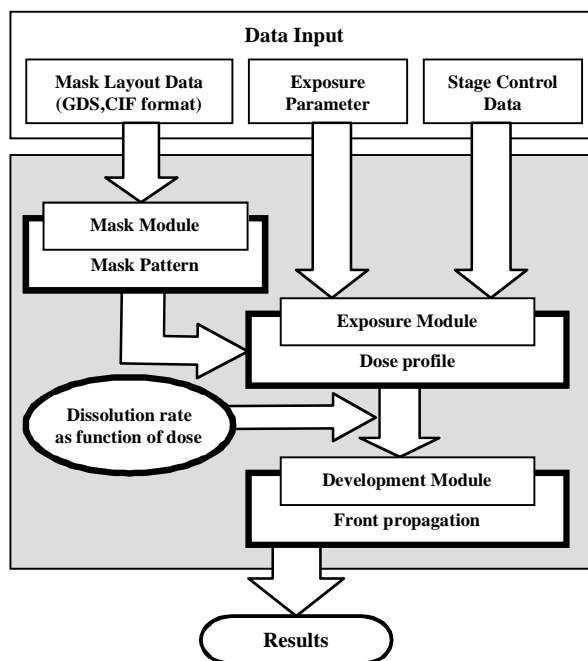 Data Input
Mask Layout Data
(GDS,CIF format)
Exposure
Parameter
Stage Control
Data
Mask Module
Mask Pattern
Exposure Module
Dose profile
Dissolution rate
as function of dose
Development Module
Front propagation
Results